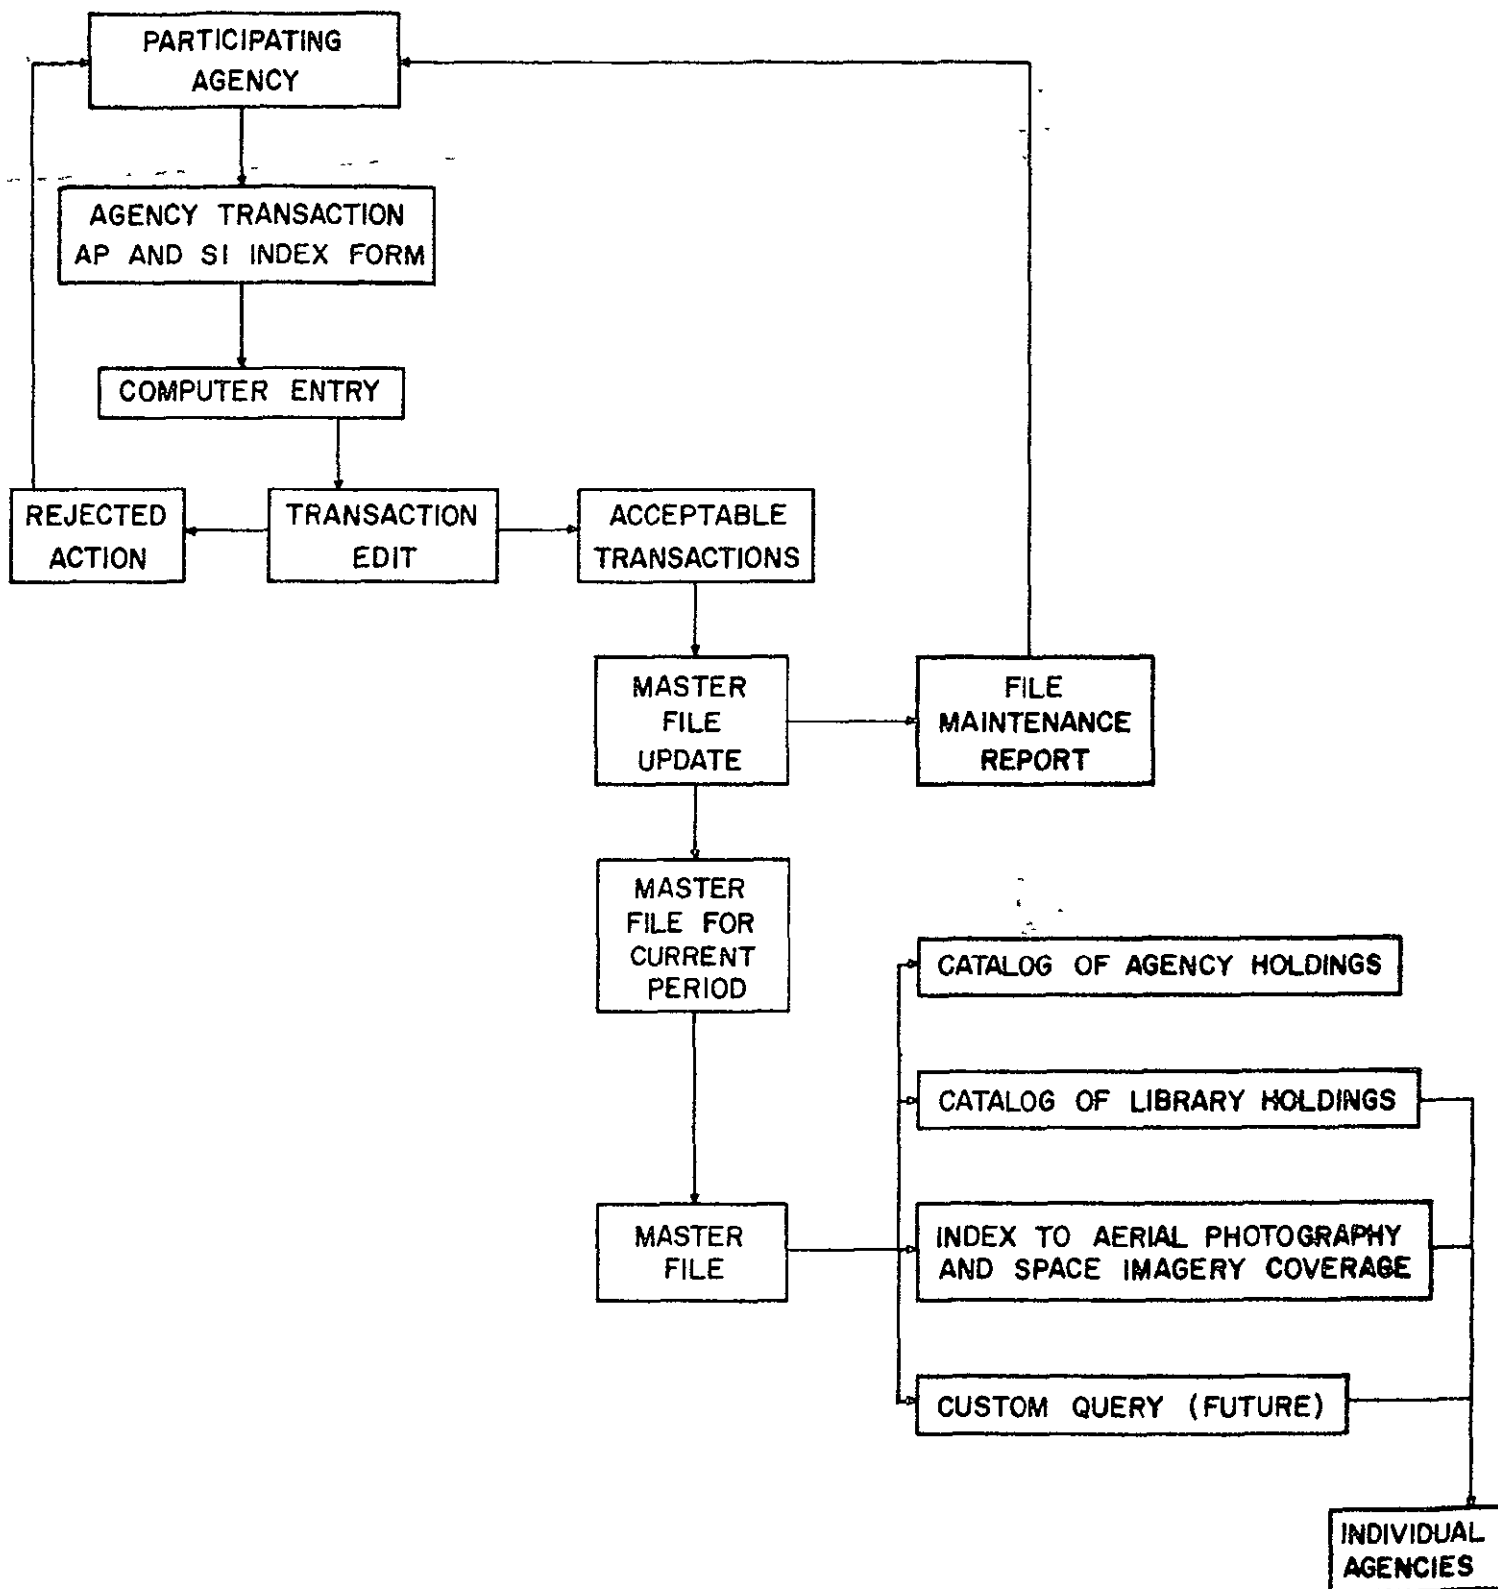 PARTICIPATING
AGENCY
AGENCY TRANSACTION
AP AND SI INDEX FORM
COMPUTER ENTRY
REJECTED
ACTION
TRANSACTION
EDIT
ACCEPTABLE
TRANSACTIONS
MASTER
FILE
UPDATE
FILE
MAINTENANCE
REPORT
MASTER
FILE FOR
CURRENT
PERIOD
CATALOG OF AGENCY HOLDINGS
CATALOG OF LIBRARY HOLDINGS
MASTER
FILE
INDEX TO AERIAL PHOTOGRAPHY
AND SPACE IMAGERY COVERAGE
CUSTOM QUERY (FUTURE)
INDIVIDUAL
AGENCIES